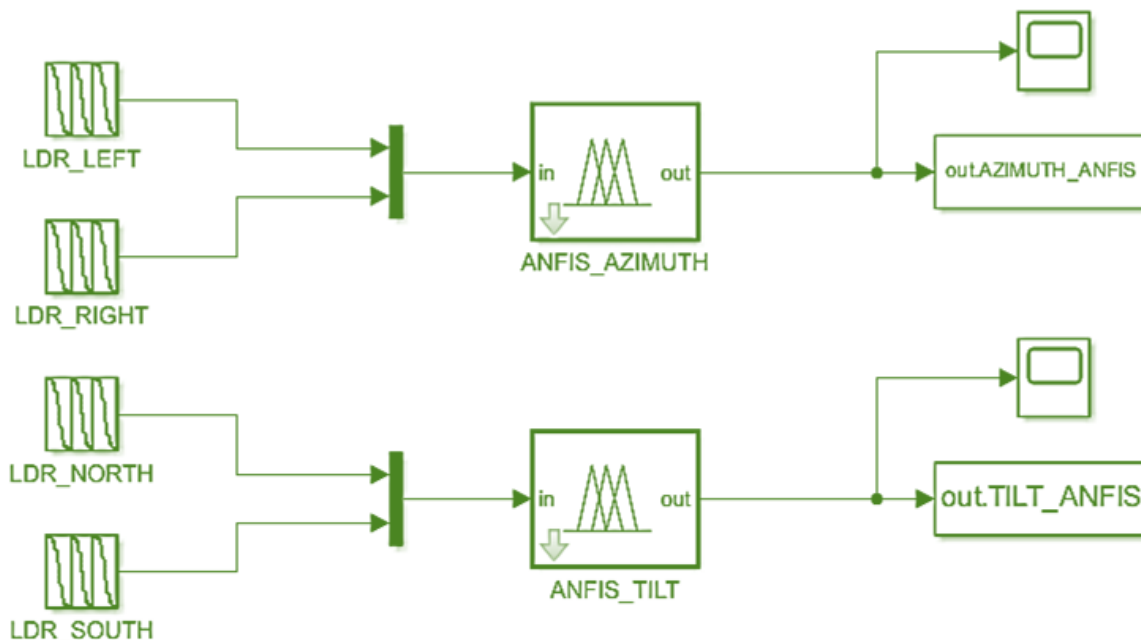 LDR_LEFT
in
out
out.AZIMUTH_ANFIS
ANFIS_AZIMUTH
LDR_RIGHT
LDR_NORTH
in
out
out.TILT_ANFIS
ANFIS_TILT
LDR_SOUTH